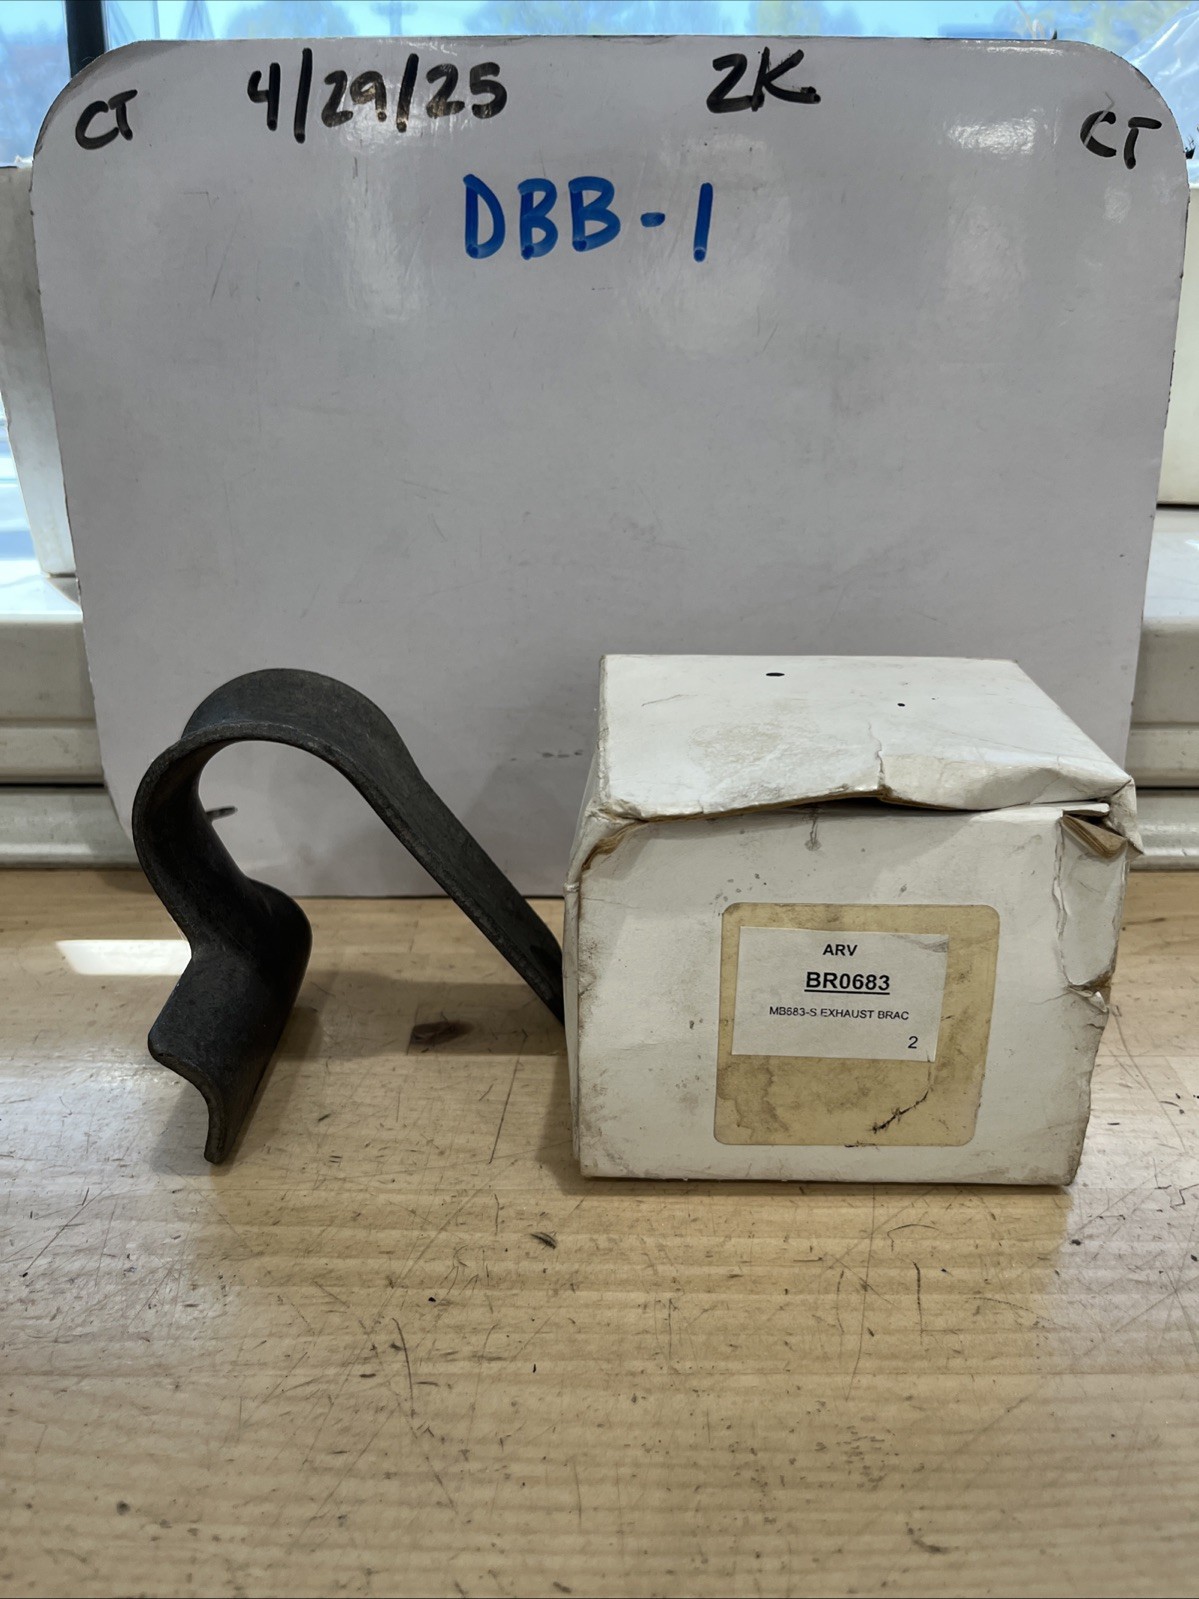 CT 4/29/25 2K CT
DBB-1
ARV
BR0683
MB683-S EXHAUST BRAC
2